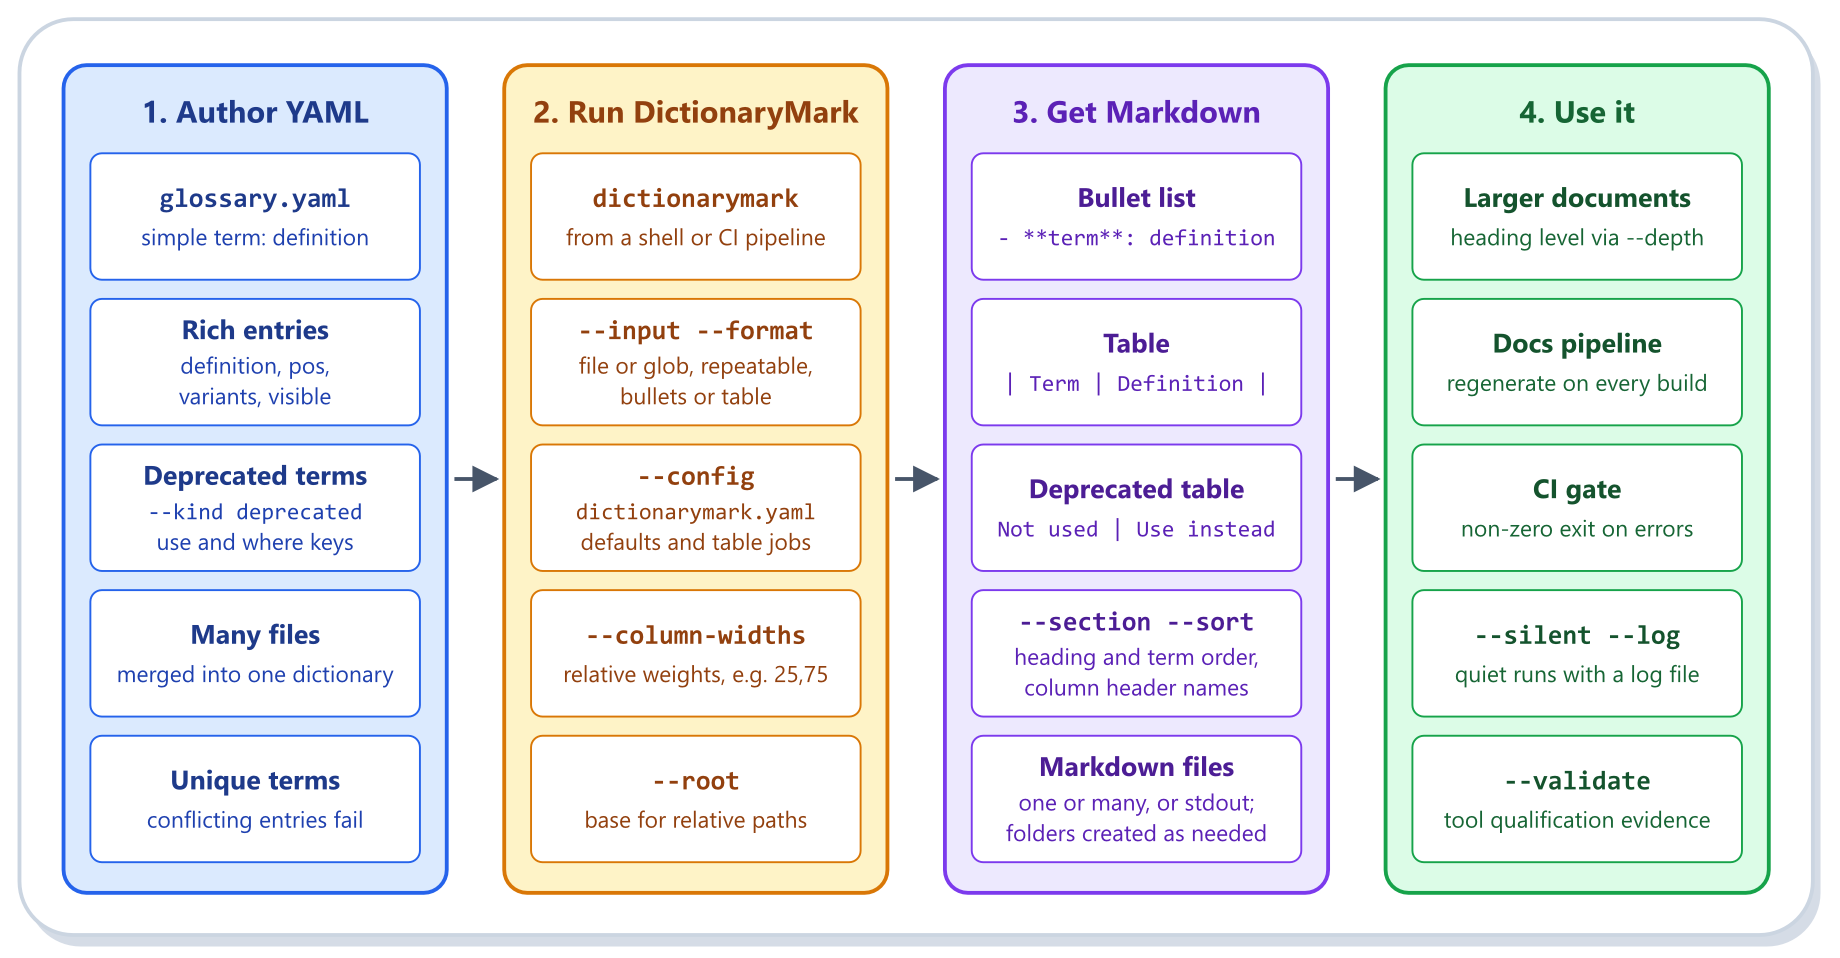 1. Author YAML
glossary.yaml
simple term: definition
Rich entries
definition, pos,
variants, visible
Deprecated terms
--kind deprecated
use and where keys
Many files
merged into one dictionary
Unique terms
conflicting entries fail
2. Run DictionaryMark
dictionarymark
from a shell or CI pipeline
--input --format
file or glob, repeatable,
bullets or table
--config
dictionarymark.yaml
defaults and table jobs
--column-widths
relative weights, e.g. 25,75
--root
base for relative paths
3. Get Markdown
Bullet list
- **term**: definition
Table
| Term | Definition |
Deprecated table
Not used | Use instead
--section --sort
heading and term order,
column header names
Markdown files
one or many, or stdout;
folders created as needed
4. Use it
Larger documents
heading level via --depth
Docs pipeline
regenerate on every build
CI gate
non-zero exit on errors
--silent --log
quiet runs with a log file
--validate
tool qualification evidence